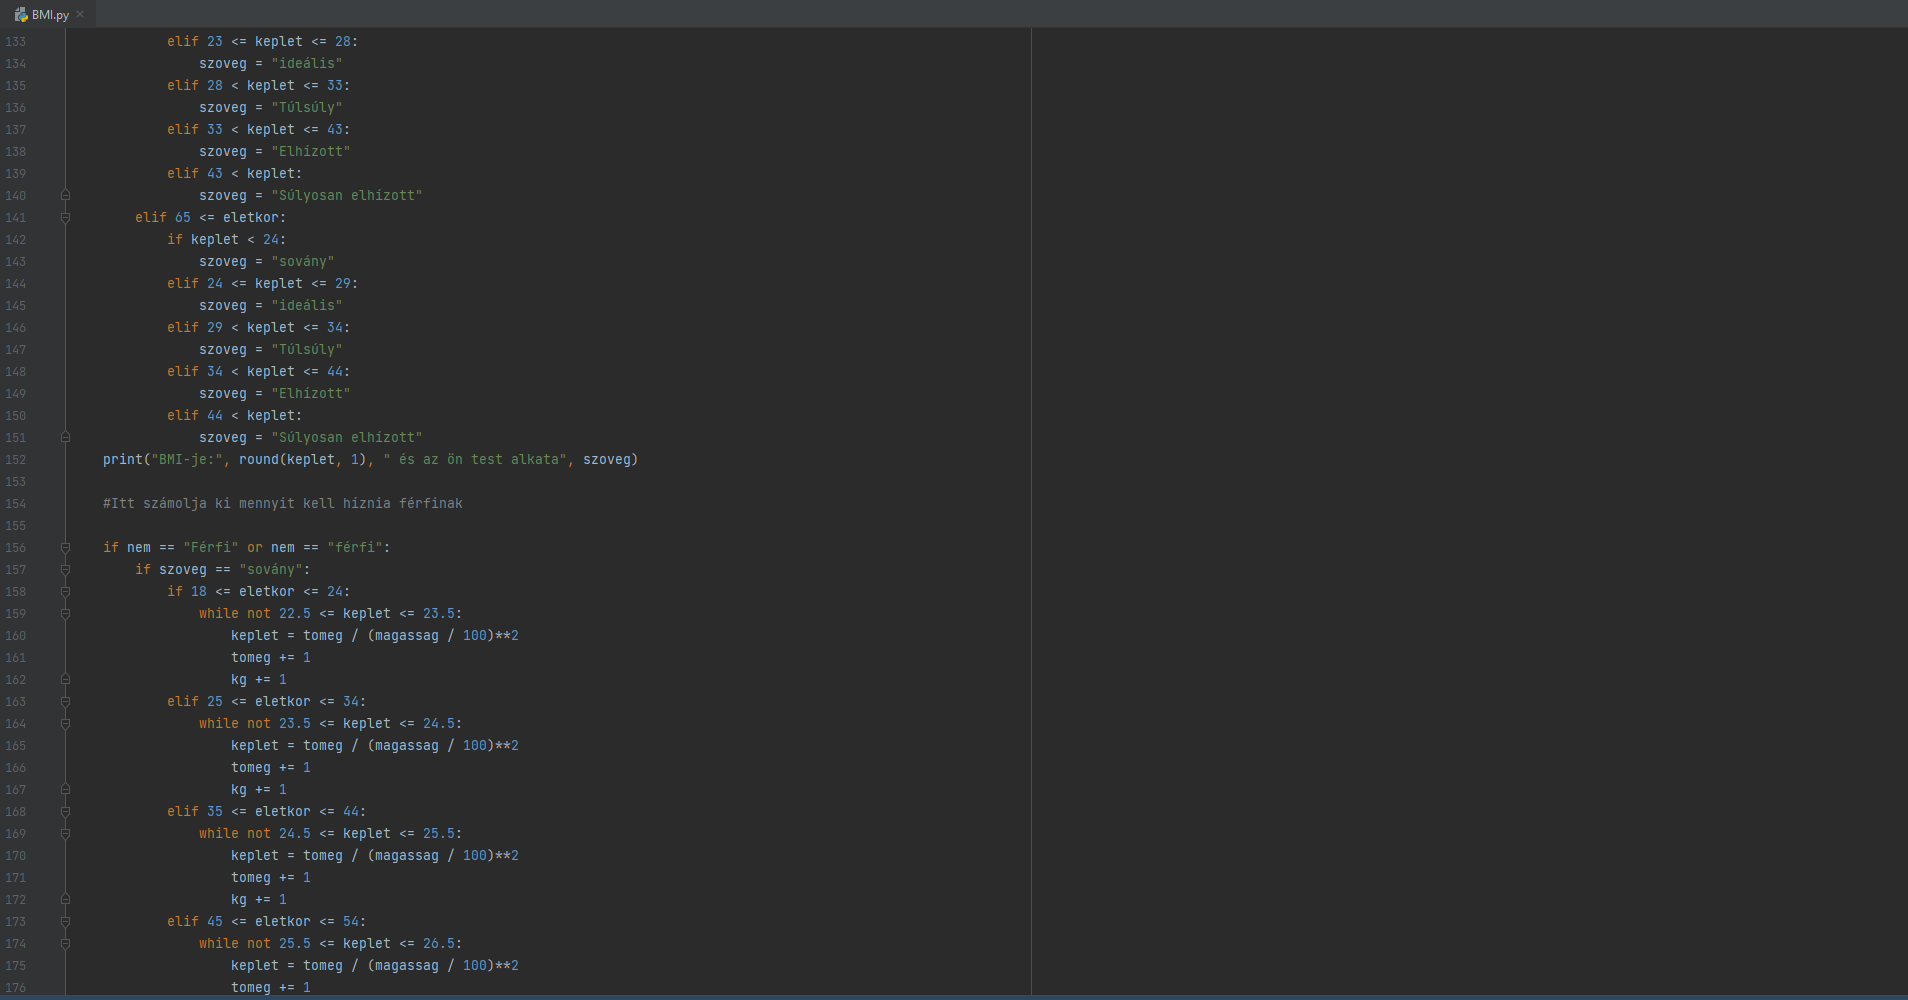 BMI.py
133 elif 23 <= keplet <= 28:
134 szoveg = "ideális"
135 elif 28 < keplet <= 33:
136 szoveg = "Túlsúly"
137 elif 33 < keplet <= 43:
138 szoveg = "Elhízott"
139 elif 43 < keplet:
140 szoveg = "Súlyosan elhízott"
141 elif 65 <= eletkor:
142 if keplet < 24:
143 szoveg = "sovány"
144 elif 24 <= keplet <= 29:
145 szoveg = "ideális"
146 elif 29 < keplet <= 34:
147 szoveg = "Túlsúly"
148 elif 34 < keplet <= 44:
149 szoveg = "Elhízott"
150 elif 44 < keplet:
151 szoveg = "Súlyosan elhízott"
152 print("BMI-je:", round(keplet, 1), " és az ön test alkata", szoveg)
153
154 #Itt számolja ki mennyit kell híznia férfinak
155
156 if nem == "Férfi" or nem == "férfi":
157 if szoveg == "sovány":
158 if 18 <= eletkor <= 24:
159 while not 22.5 <= keplet <= 23.5:
160 keplet = tomeg / (magassag / 100)**2
161 tomeg += 1
162 kg += 1
163 elif 25 <= eletkor <= 34:
164 while not 23.5 <= keplet <= 24.5:
165 keplet = tomeg / (magassag / 100)**2
166 tomeg += 1
167 kg += 1
168 elif 35 <= eletkor <= 44:
169 while not 24.5 <= keplet <= 25.5:
170 keplet = tomeg / (magassag / 100)**2
171 tomeg += 1
172 kg += 1
173 elif 45 <= eletkor <= 54:
174 while not 25.5 <= keplet <= 26.5:
175 keplet = tomeg / (magassag / 100)**2
176 tomeg += 1